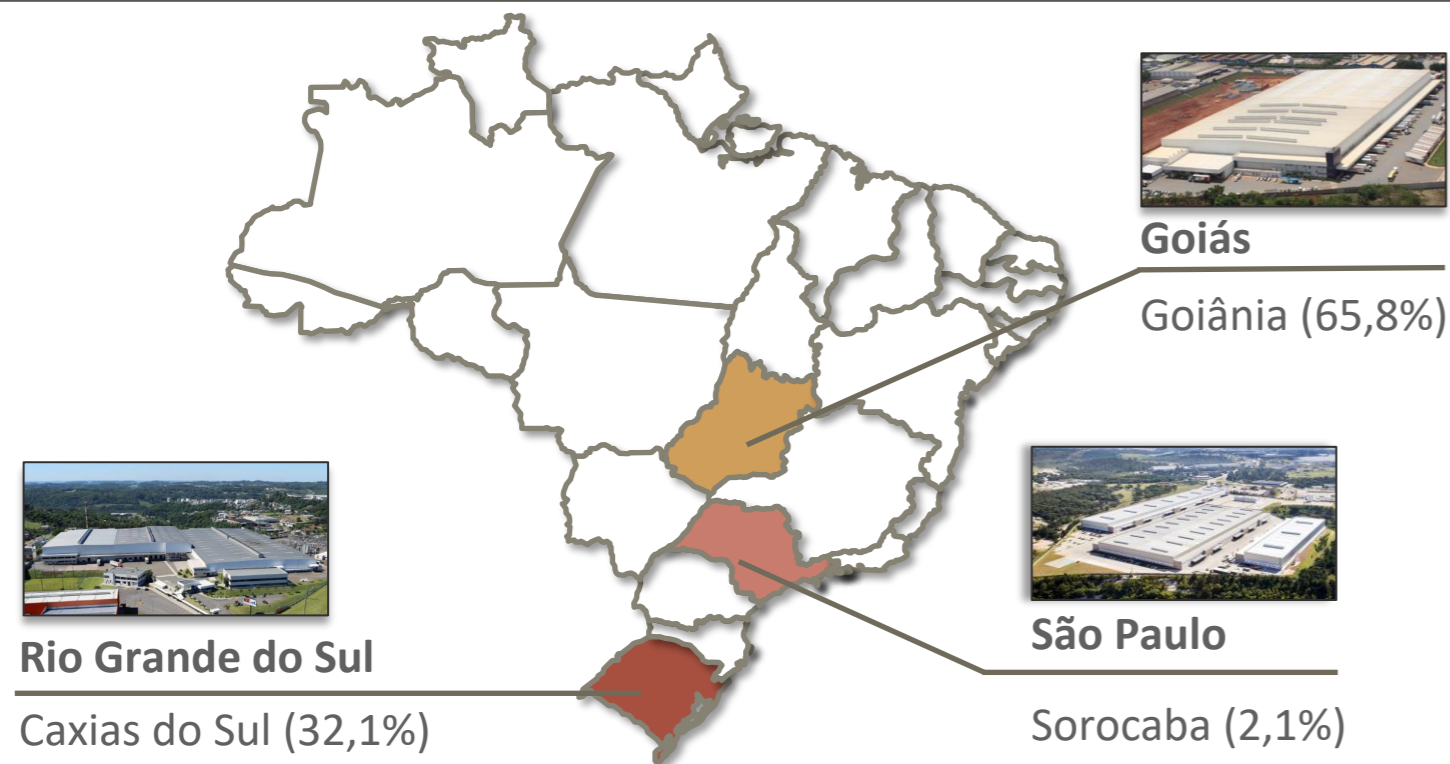 Goiás
Goiânia (65,8%)
Rio Grande do Sul
Caxias do Sul (32,1%)
São Paulo
Sorocaba (2,1%)